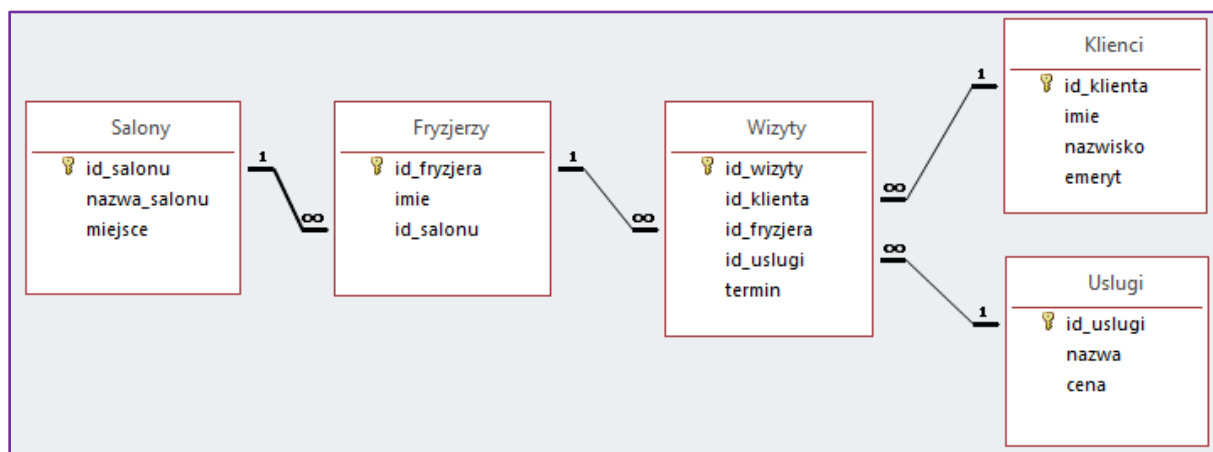 Salony
id_salonu
nazwa_salonu
miejsce
1
∞
Fryzjerzy
id_fryzjera
imie
id_salonu
1
∞
Wizyty
id_wizyty
id_klienta
id_fryzjera
id_uslugi
termin
∞
1
∞
1
Klienci
id_klienta
imie
nazwisko
emeryt
Uslugi
id_uslugi
nazwa
cena